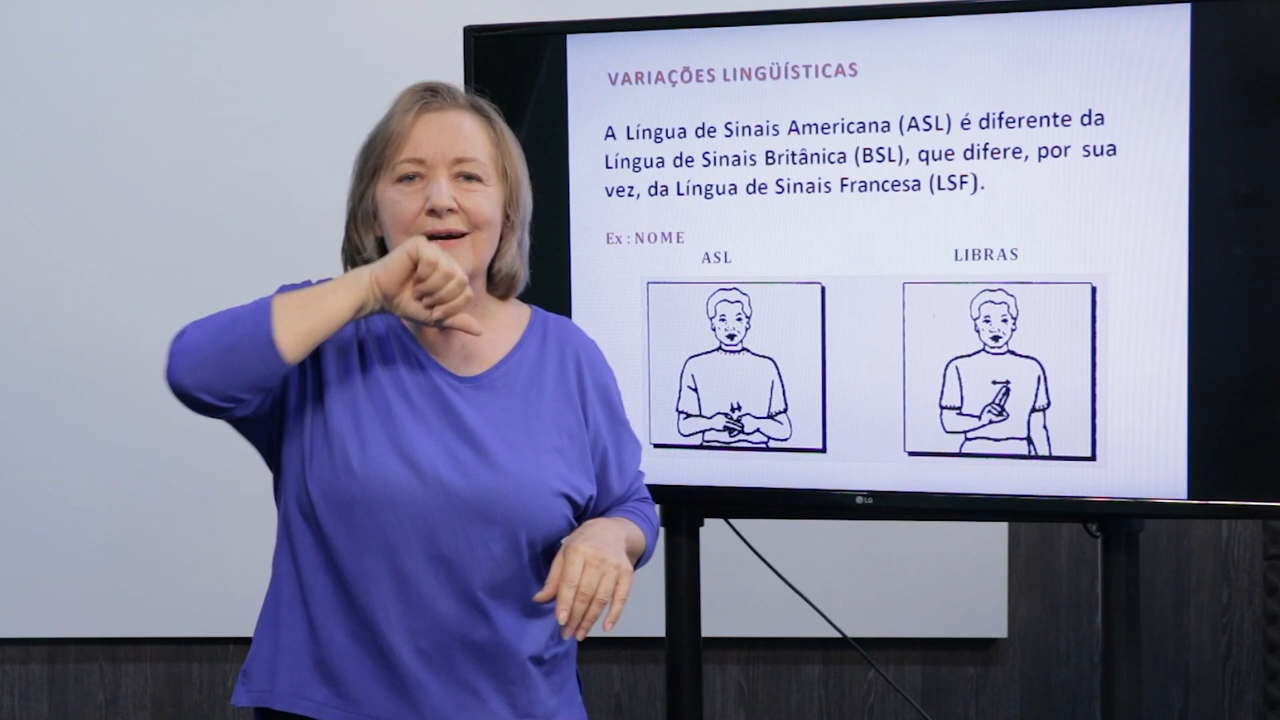 VARIAÇÕES LINGÜÍSTICAS
A Língua de Sinais Americana (ASL) é diferente da
Língua de Sinais Britânica (BSL), que difere, por sua
vez, da Língua de Sinais Francesa (LSF).
Ex : NOME
ASL
LIBRAS
LG